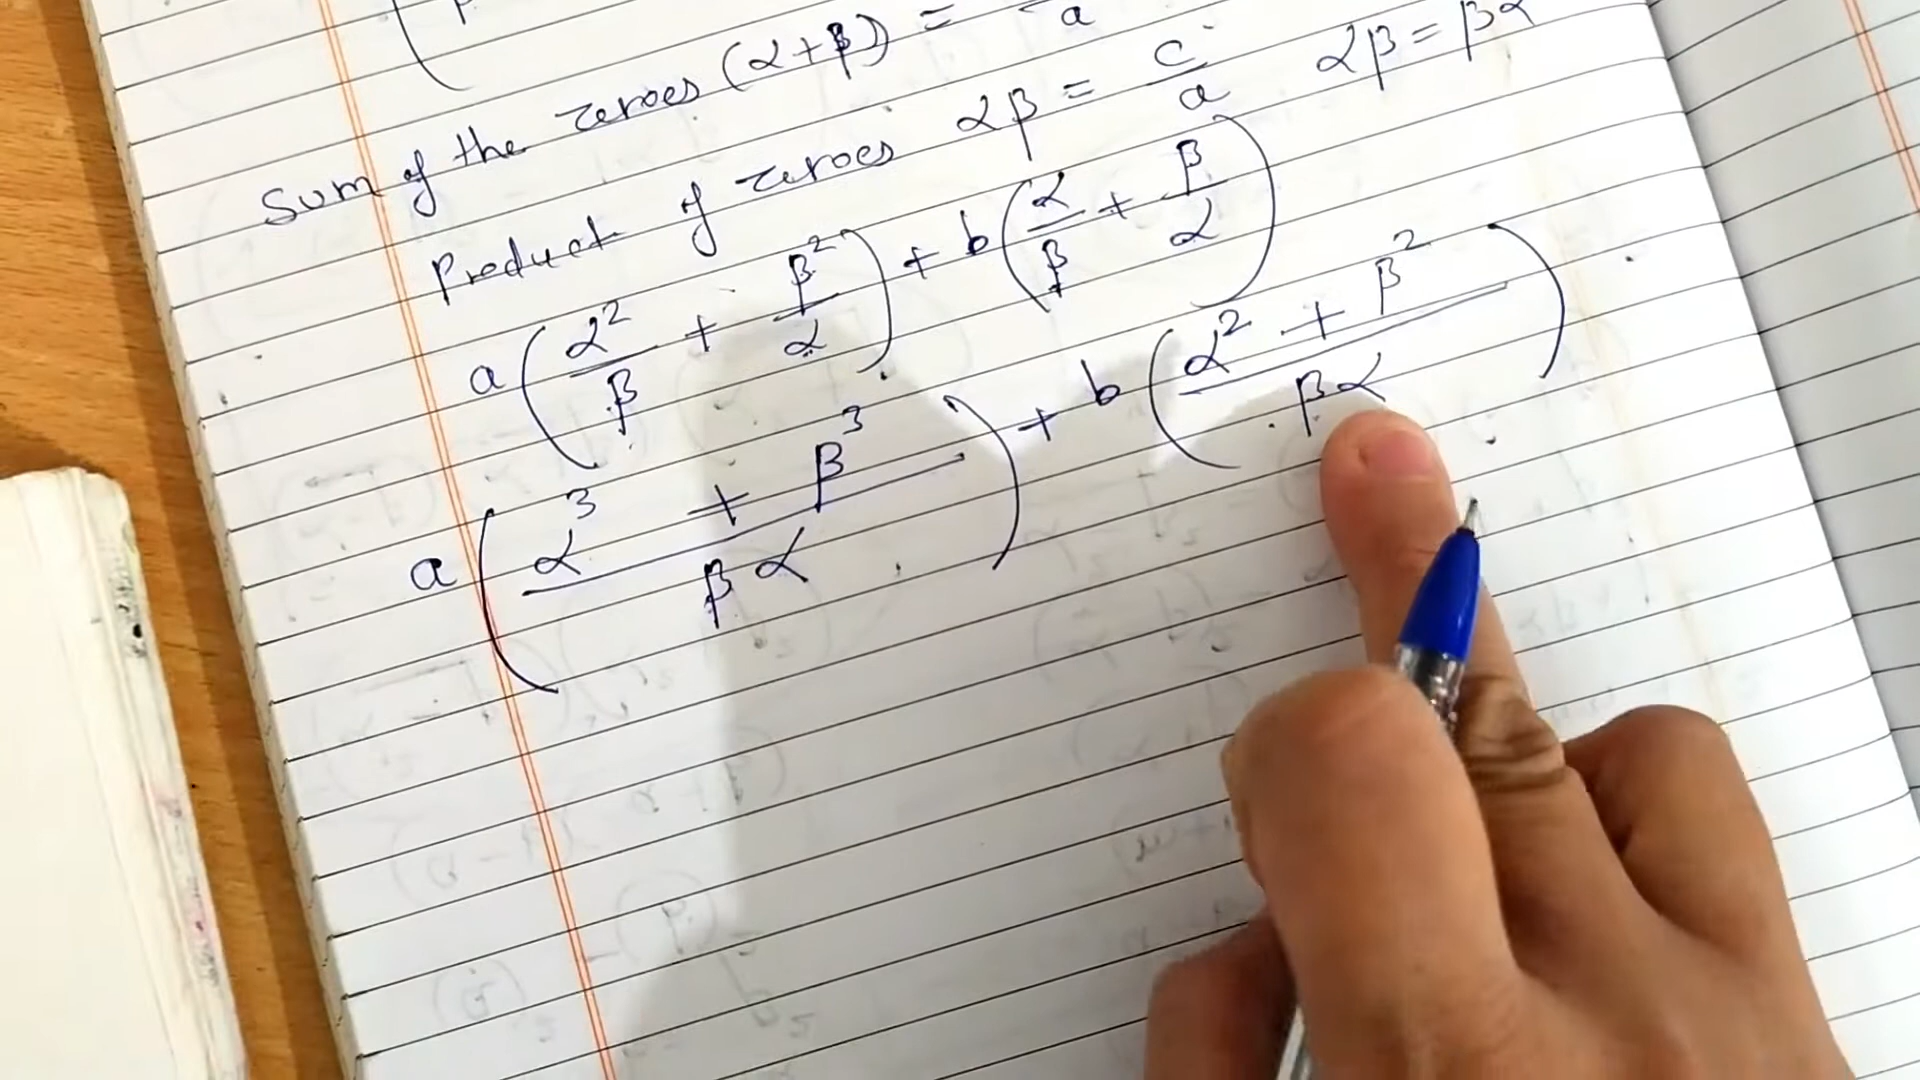 Sum of the zeroes (α+β) = /a
Product of zeroes αβ = c/a αβ = βα
a(α²/β + β²/α) + b(α/β + β/α)
a((α³ + β³)/βα) + b((α² + β²)/βα)